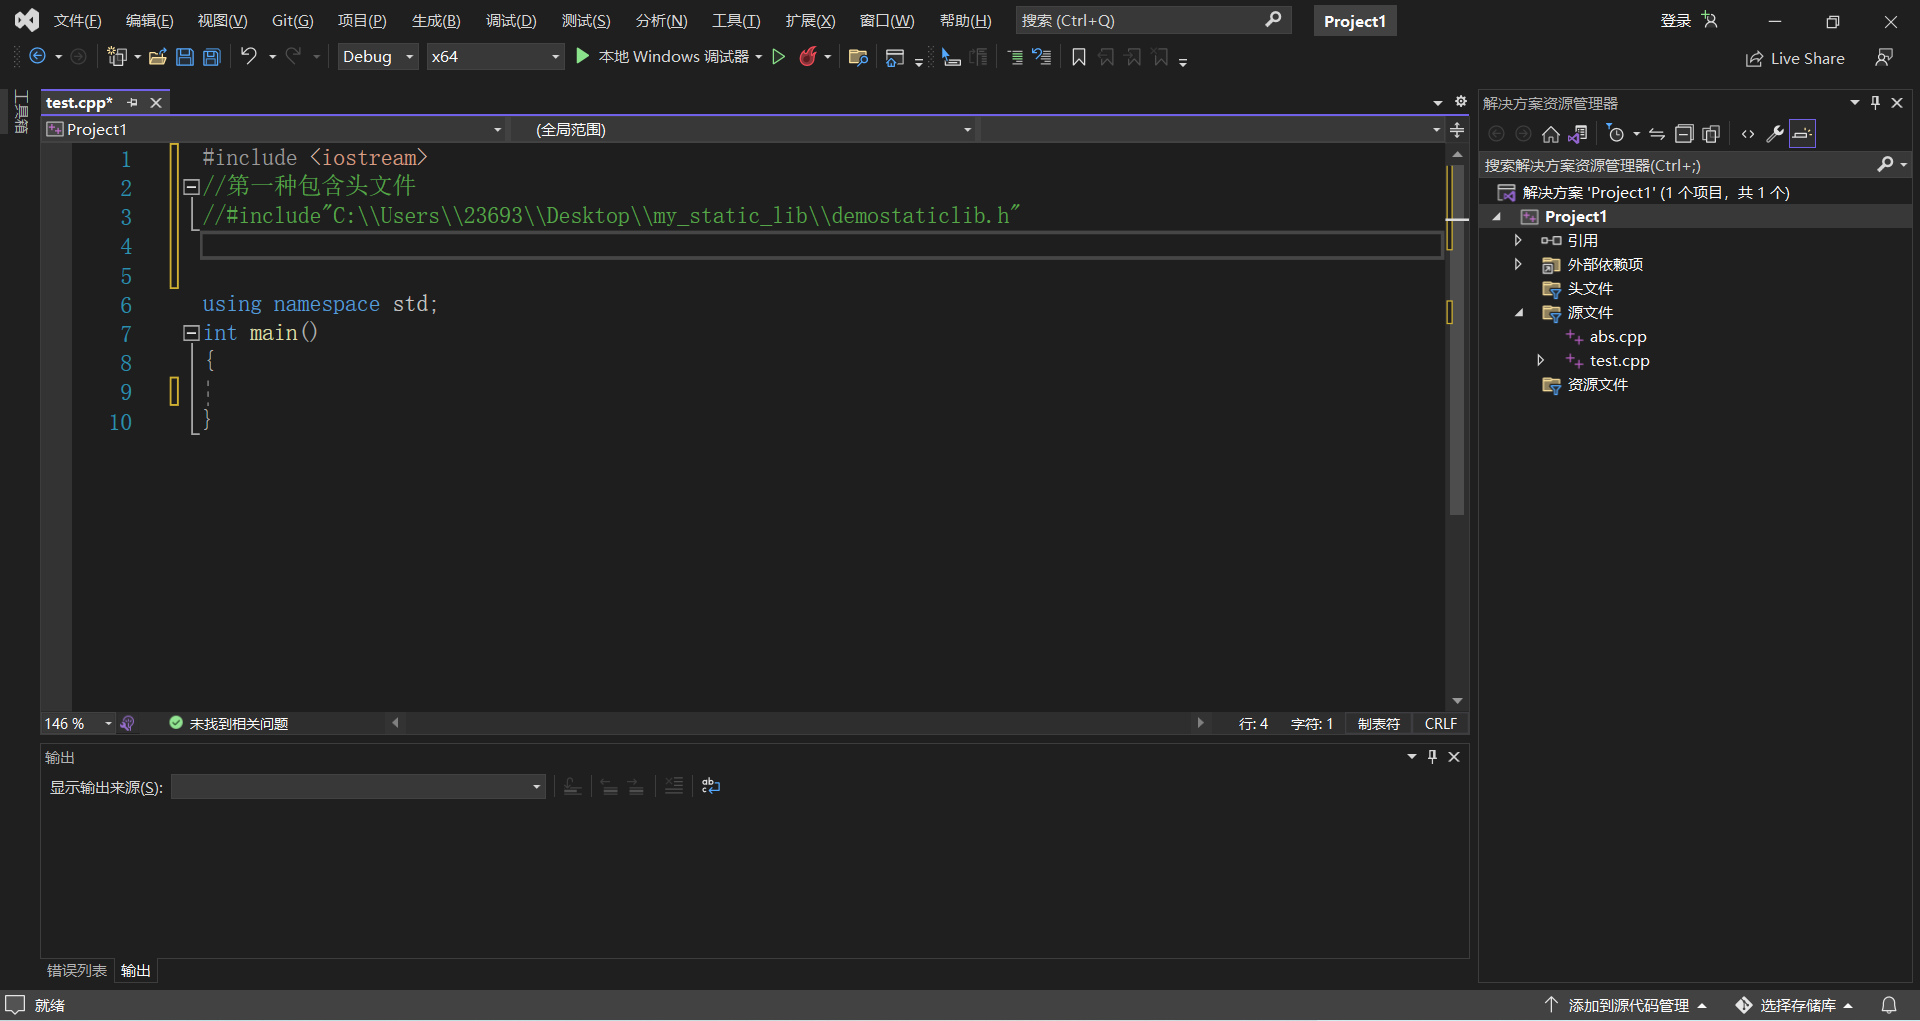 文件(F) 编辑(E) 视图(V) Git(G) 项目(P) 生成(B) 调试(D) 测试(S) 分析(N) 工具(T) 扩展(X) 窗口(W) 帮助(H) 搜索 (Ctrl+Q) Project1 登录
Debug x64 本地 Windows 调试器 Live Share
工具箱
test.cpp*
Project1 (全局范围)
1 #include <iostream>
2 //第一种包含头文件
3 //#include"C:\\Users\\23693\\Desktop\\my_static_lib\\demostaticlib.h"
4
5
6 using namespace std;
7 int main()
8 {
9
10 }
146 % 未找到相关问题 行: 4 字符: 1 制表符 CRLF
输出
显示输出来源(S):
错误列表 输出
解决方案资源管理器
搜索解决方案资源管理器(Ctrl+;)
解决方案 'Project1' (1 个项目，共 1 个)
Project1
引用
外部依赖项
头文件
源文件
abs.cpp
test.cpp
资源文件
就绪 添加到源代码管理 选择存储库